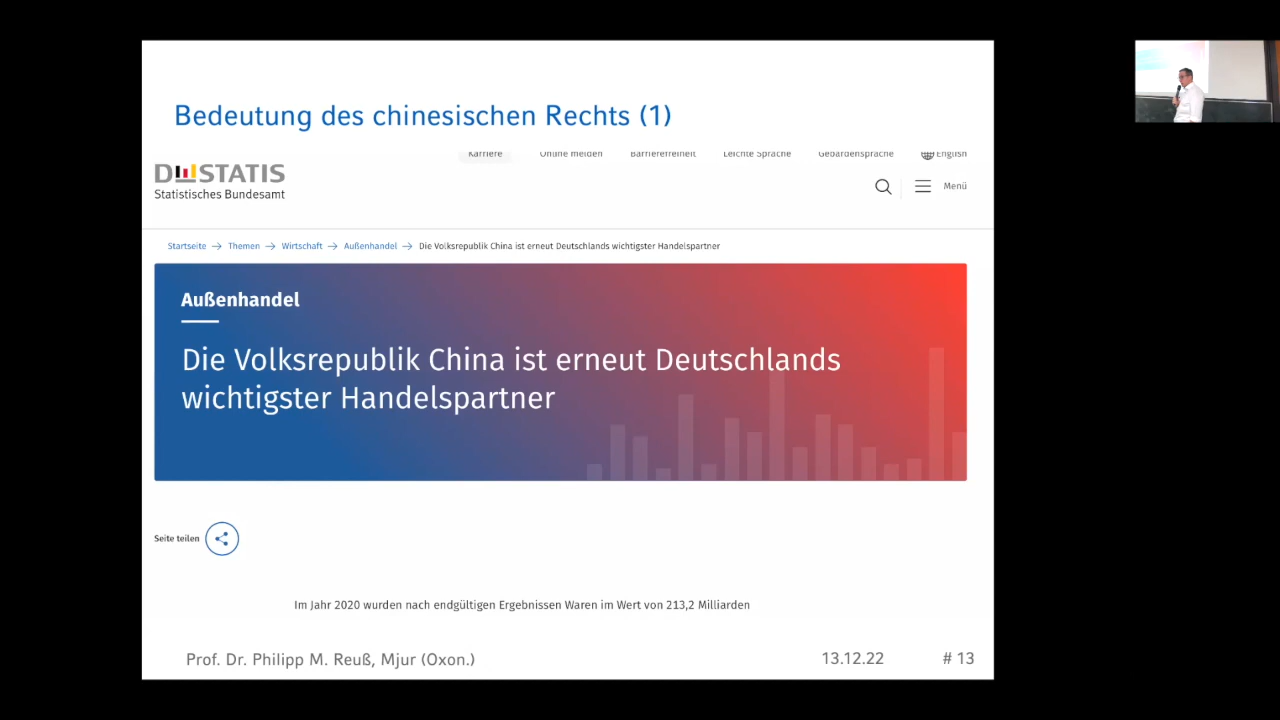 Bedeutung des chinesischen Rechts (1)
Karriere Online melden Barrierefreiheit Leichte Sprache Gebärdensprache English
DESTATIS
Statistisches Bundesamt
Menü
Startseite → Themen → Wirtschaft → Außenhandel → Die Volksrepublik China ist erneut Deutschlands wichtigster Handelspartner
Außenhandel
Die Volksrepublik China ist erneut Deutschlands
wichtigster Handelspartner
Seite teilen
Im Jahr 2020 wurden nach endgültigen Ergebnissen Waren im Wert von 213,2 Milliarden
Prof. Dr. Philipp M. Reuß, Mjur (Oxon.) 13.12.22 # 13